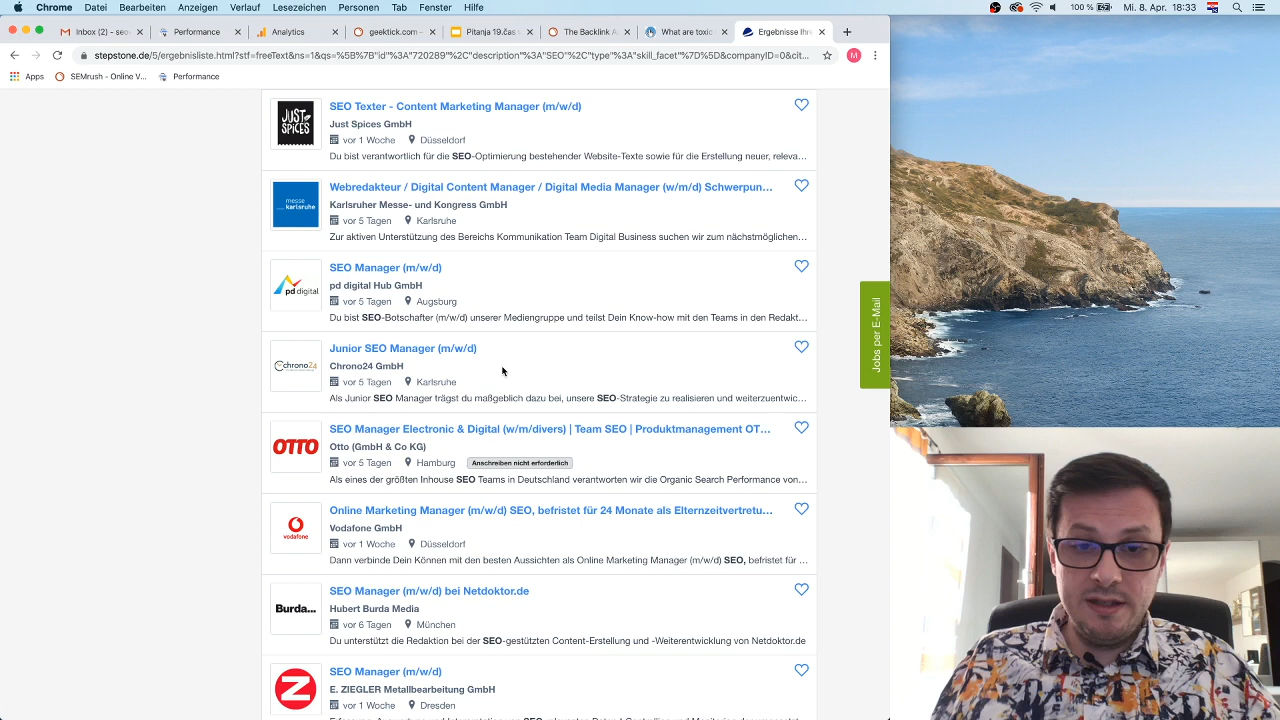 Chrome Datei Bearbeiten Anzeigen Verlauf Lesezeichen Personen Tab Fenster Hilfe
100 % Mi. 8. Apr. 18:33
Inbox (2) - seo
Performance
Analytics
geektick.com –
Pitanja 19.čas
The Backlink A
What are toxic
Ergebnisse Ihre
stepstone.de/5/ergebnisliste.html?stf=freeText&ns=1&qs=%5B%7B"id"%3A"720289"%2C"description"%3A"SEO"%2C"type"%3A"skill_facet"%7D%5D&companyID=0&cit...
M
Apps
SEMrush - Online V...
Performance
JUST SPICES
SEO Texter - Content Marketing Manager (m/w/d)
Just Spices GmbH
vor 1 Woche Düsseldorf
Du bist verantwortlich für die SEO-Optimierung bestehender Website-Texte sowie für die Erstellung neuer, releva...
messe karlsruhe
Webredakteur / Digital Content Manager / Digital Media Manager (w/m/d) Schwerpun...
Karlsruher Messe- und Kongress GmbH
vor 5 Tagen Karlsruhe
Zur aktiven Unterstützung des Bereichs Kommunikation Team Digital Business suchen wir zum nächstmöglichen...
pd digital
SEO Manager (m/w/d)
pd digital Hub GmbH
vor 5 Tagen Augsburg
Du bist SEO-Botschafter (m/w/d) unserer Mediengruppe und teilst Dein Know-how mit den Teams in den Redakt...
Chrono24
Junior SEO Manager (m/w/d)
Chrono24 GmbH
vor 5 Tagen Karlsruhe
Als Junior SEO Manager trägst du maßgeblich dazu bei, unsere SEO-Strategie zu realisieren und weiterzuentwic...
OTTO
SEO Manager Electronic & Digital (w/m/divers) | Team SEO | Produktmanagement OT...
Otto (GmbH & Co KG)
vor 5 Tagen Hamburg Anschreiben nicht erforderlich
Als eines der größten Inhouse SEO Teams in Deutschland verantworten wir die Organic Search Performance von...
vodafone
Online Marketing Manager (m/w/d) SEO, befristet für 24 Monate als Elternzeitvertretu...
Vodafone GmbH
vor 1 Woche Düsseldorf
Dann verbinde Dein Können mit den besten Aussichten als Online Marketing Manager (m/w/d) SEO, befristet für ...
Burda...
SEO Manager (m/w/d) bei Netdoktor.de
Hubert Burda Media
vor 6 Tagen München
Du unterstützt die Redaktion bei der SEO-gestützten Content-Erstellung und -Weiterentwicklung von Netdoktor.de
Z
SEO Manager (m/w/d)
E. ZIEGLER Metallbearbeitung GmbH
vor 1 Woche Dresden
Jobs per E-Mail